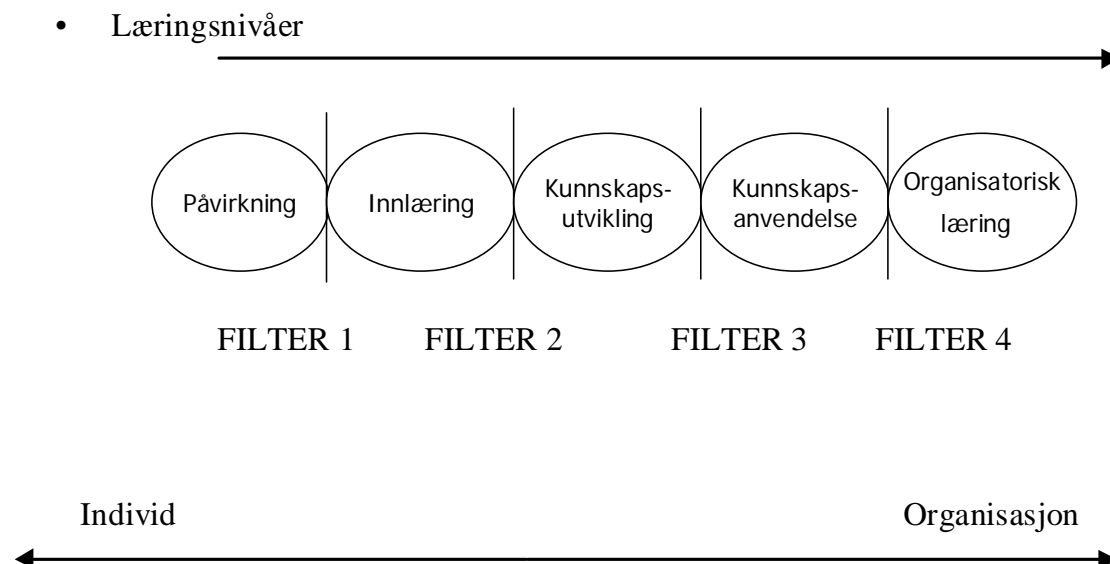 • Læringsnivåer
Påvirkning
Innlæring
Kunnskaps-
utvikling
Kunnskaps-
anvendelse
Organisatorisk
læring
FILTER 1
FILTER 2
FILTER 3
FILTER 4
Individ
Organisasjon